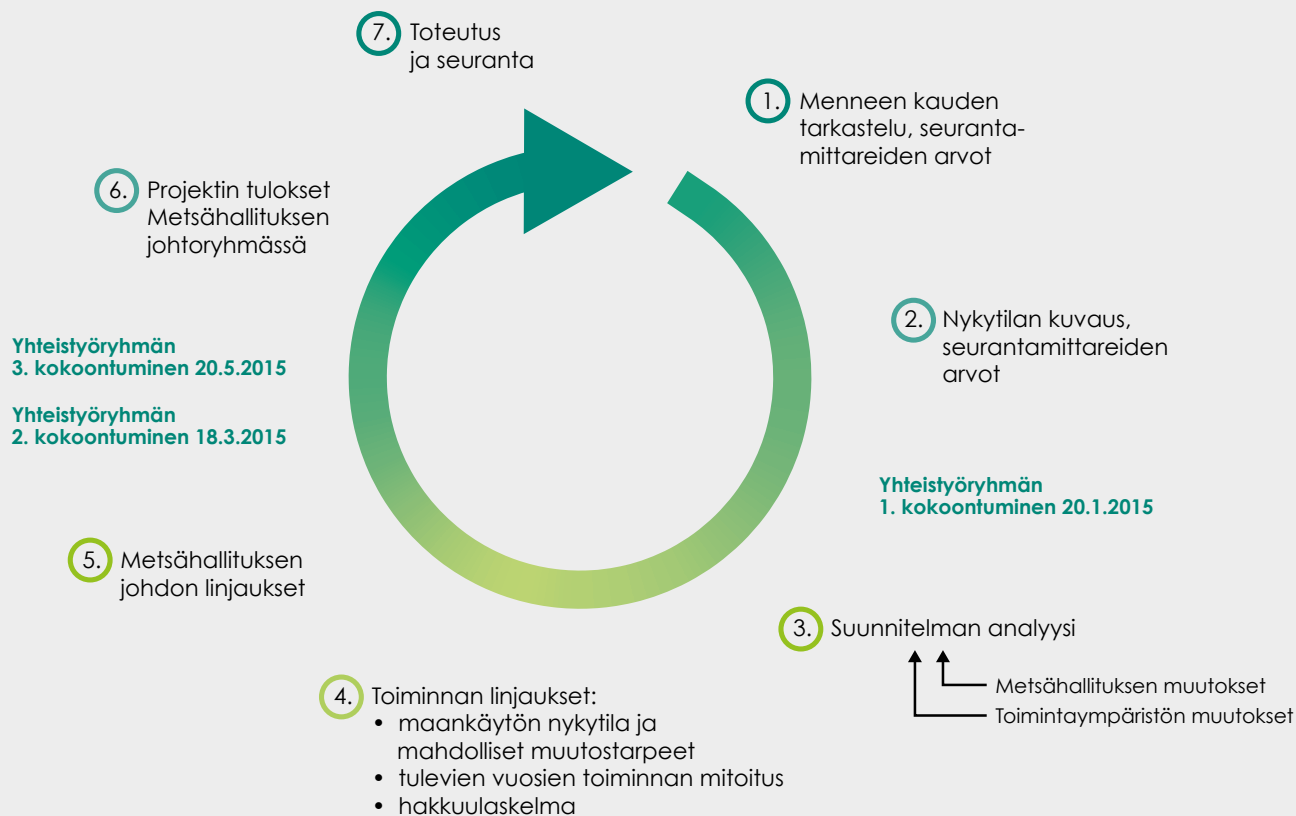 7. Toteutus
ja seuranta
1. Menneen kauden
tarkastelu, seuranta-
mittareiden arvot
2. Nykytilan kuvaus,
seurantamittareiden
arvot
Yhteistyöryhmän
1. kokoontuminen 20.1.2015
3. Suunnitelman analyysi
Metsähallituksen muutokset
Toimintaympäristön muutokset
4. Toiminnan linjaukset:
• maankäytön nykytila ja
mahdolliset muutostarpeet
• tulevien vuosien toiminnan mitoitus
• hakkuulaskelma
5. Metsähallituksen
johdon linjaukset
Yhteistyöryhmän
2. kokoontuminen 18.3.2015
Yhteistyöryhmän
3. kokoontuminen 20.5.2015
6. Projektin tulokset
Metsähallituksen
johtoryhmässä